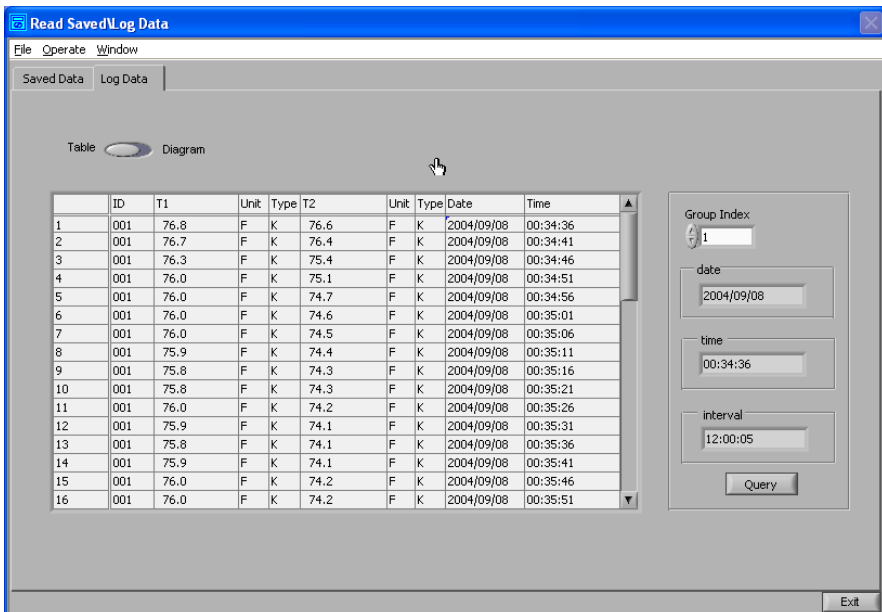 Read Saved\Log Data
File Operate Window
Saved Data Log Data
Table Diagram
ID T1 Unit Type T2 Unit Type Date Time
1 001 76.8 F K 76.6 F K 2004/09/08 00:34:36
2 001 76.7 F K 76.4 F K 2004/09/08 00:34:41
3 001 76.3 F K 75.4 F K 2004/09/08 00:34:46
4 001 76.0 F K 75.1 F K 2004/09/08 00:34:51
5 001 76.0 F K 74.7 F K 2004/09/08 00:34:56
6 001 76.0 F K 74.6 F K 2004/09/08 00:35:01
7 001 76.0 F K 74.5 F K 2004/09/08 00:35:06
8 001 75.9 F K 74.4 F K 2004/09/08 00:35:11
9 001 75.8 F K 74.3 F K 2004/09/08 00:35:16
10 001 75.8 F K 74.3 F K 2004/09/08 00:35:21
11 001 76.0 F K 74.2 F K 2004/09/08 00:35:26
12 001 75.9 F K 74.1 F K 2004/09/08 00:35:31
13 001 75.8 F K 74.1 F K 2004/09/08 00:35:36
14 001 75.9 F K 74.1 F K 2004/09/08 00:35:41
15 001 76.0 F K 74.2 F K 2004/09/08 00:35:46
16 001 76.0 F K 74.2 F K 2004/09/08 00:35:51
Group Index
1
date
2004/09/08
time
00:34:36
interval
12:00:05
Query
Exit